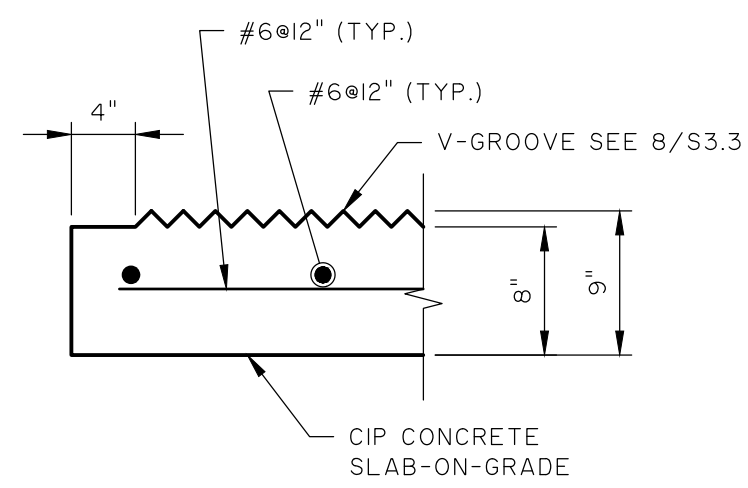 #6@12" (TYP.)
#6@12" (TYP.)
4"
V-GROOVE SEE 8/S3.3
8"
9"
CIP CONCRETE
SLAB-ON-GRADE